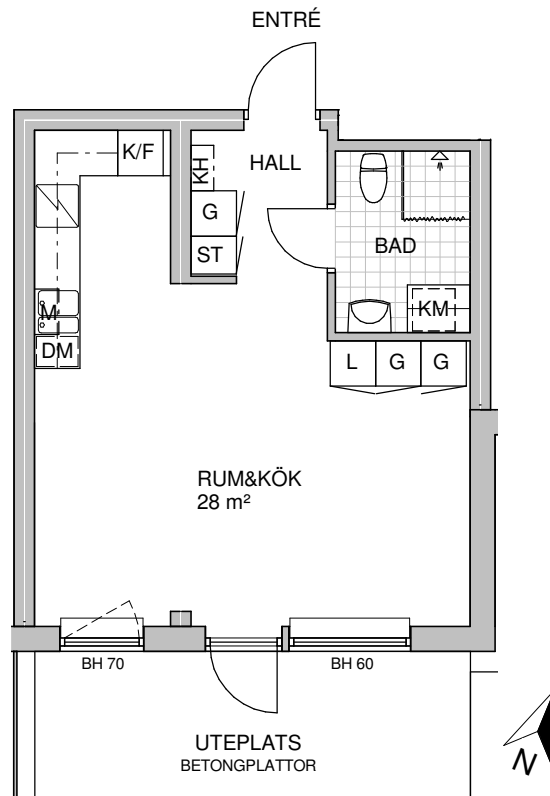 ENTRÉ
K/F
HALL
KH
G
ST
BAD
M
KM
DM
L G G
RUM&KÖK
28 m²
BH 70
BH 60
UTEPLATS
BETONGPLATTOR
N